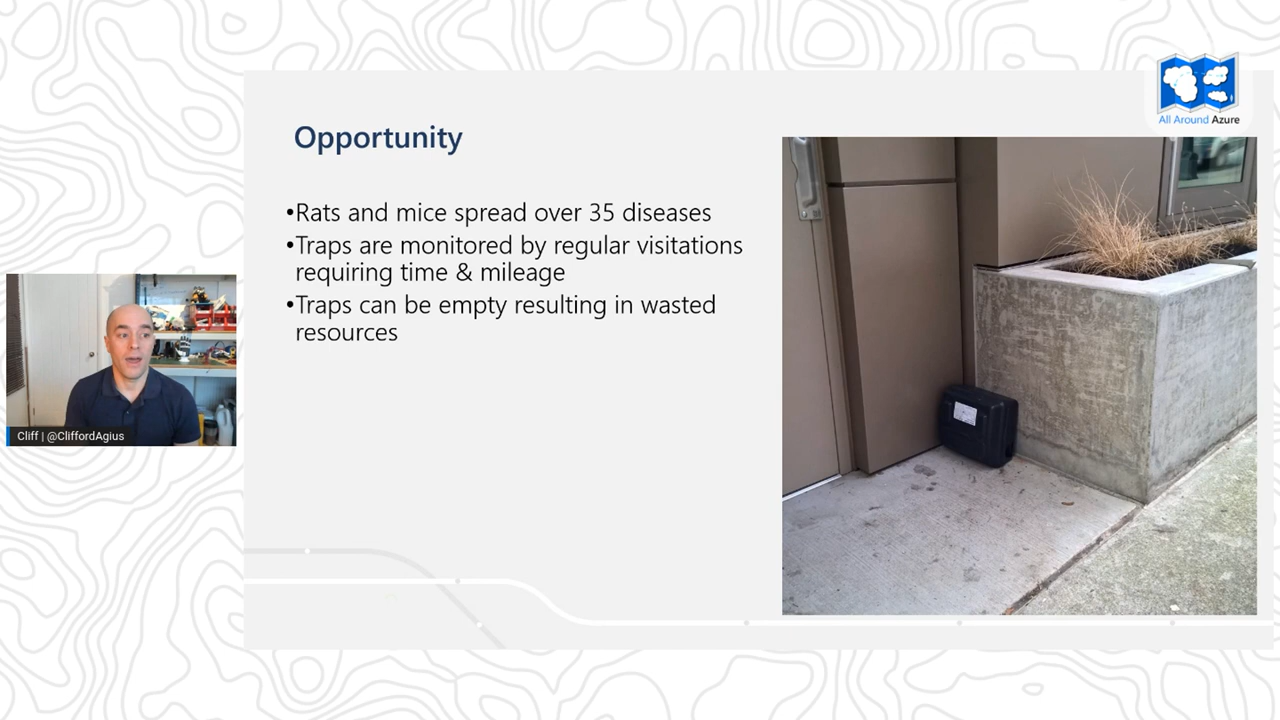 All Around Azure
Opportunity
•Rats and mice spread over 35 diseases
•Traps are monitored by regular visitations
requiring time & mileage
•Traps can be empty resulting in wasted
resources
Cliff | @CliffordAgius